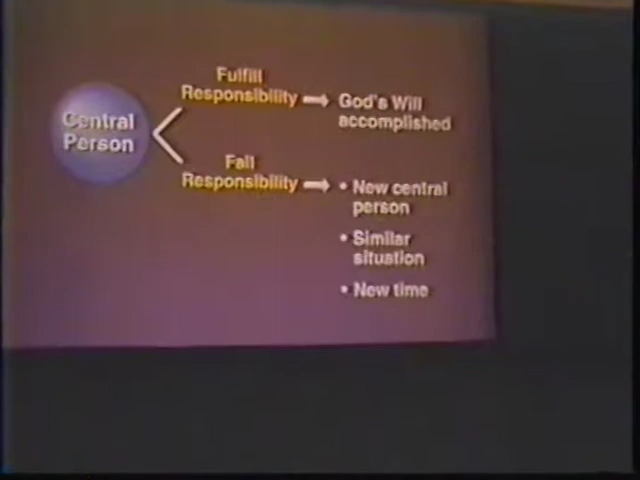 Central
Person
Fulfill
Responsibility
God's Will
accomplished
Fail
Responsibility
• New central
person
• Similar
situation
• New time